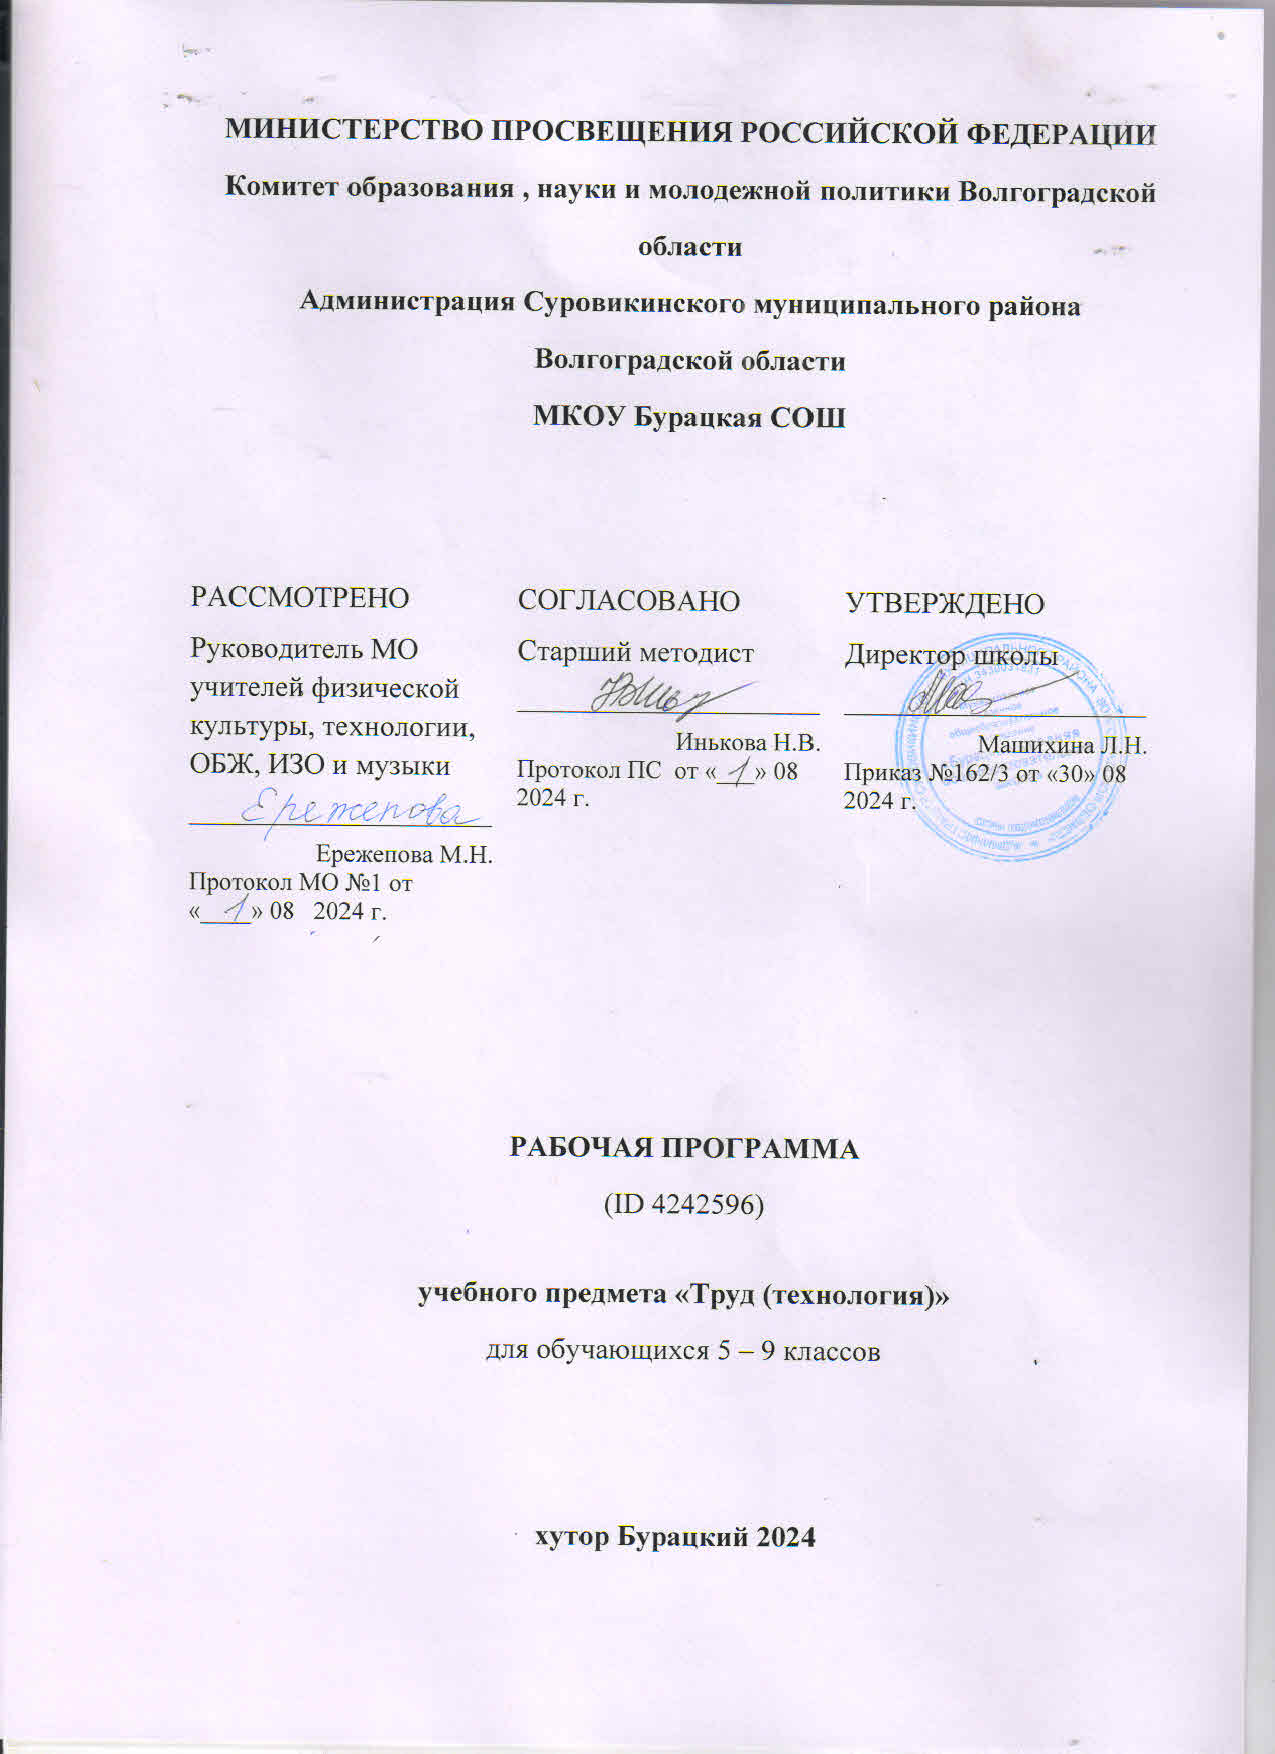 МИНИСТЕРСТВО ПРОСВЕЩЕНИЯ РОССИЙСКОЙ ФЕДЕРАЦИИ
Комитет образования , науки и молодежной политики Волгоградской
области
Администрация Суровикинского муниципального района
Волгоградской области
МКОУ Бурацкая СОШ
РАССМОТРЕНО
Руководитель МО
учителей физической
культуры, технологии,
ОБЖ, ИЗО и музыки
Ережепова
Ережепова М.Н.
Протокол МО №1 от
«1» 08 2024 г.
СОГЛАСОВАНО
Старший методист
Инькова Н.В.
Протокол ПС от «1» 08
2024 г.
УТВЕРЖДЕНО
Директор школы
Машихина Л.Н.
Приказ №162/3 от «30» 08
2024 г.
РАБОЧАЯ ПРОГРАММА
(ID 4242596)
учебного предмета «Труд (технология)»
для обучающихся 5 – 9 классов
хутор Бурацкий 2024